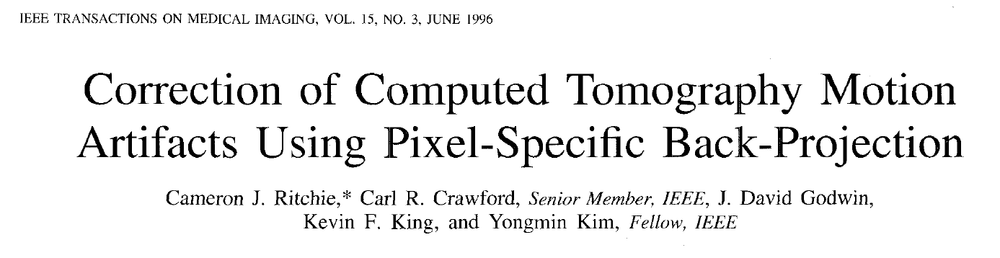 IEEE TRANSACTIONS ON MEDICAL IMAGING, VOL. 15, NO. 3, JUNE 1996
Correction of Computed Tomography Motion
Artifacts Using Pixel-Specific Back-Projection
Cameron J. Ritchie,* Carl R. Crawford, Senior Member, IEEE, J. David Godwin,
Kevin F. King, and Yongmin Kim, Fellow, IEEE